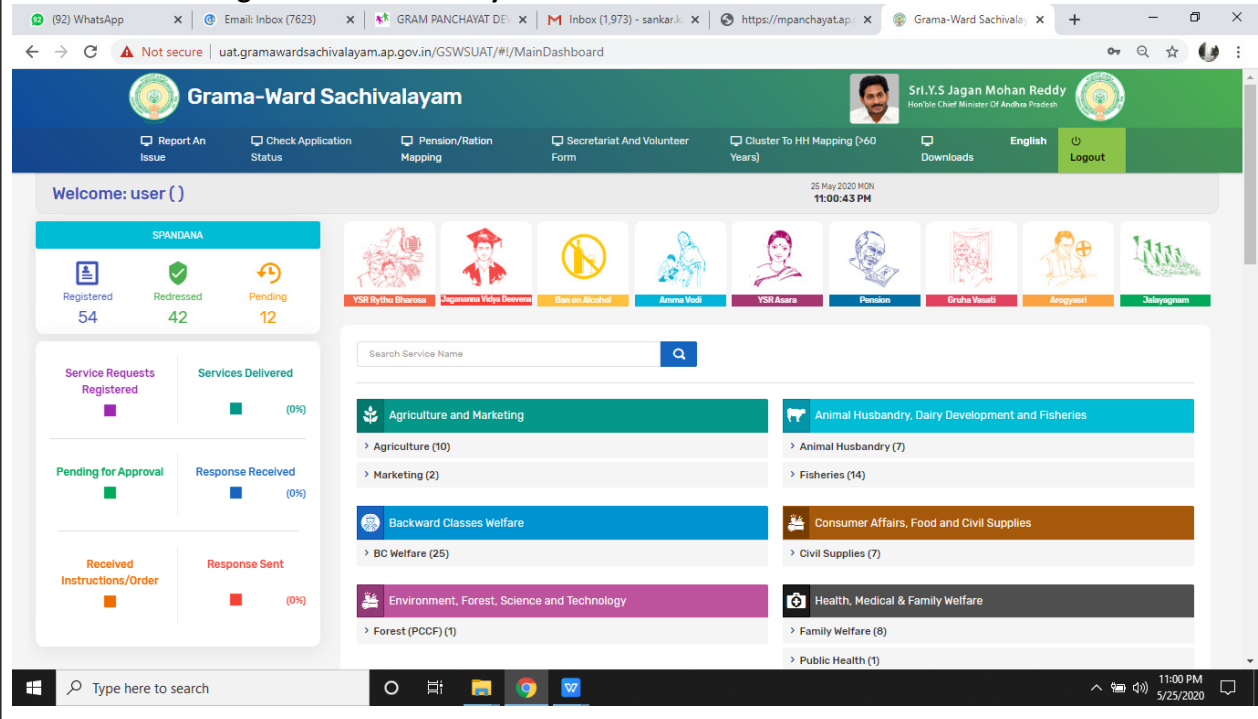 (92) WhatsApp
Email: Inbox (7623)
GRAM PANCHAYAT DEV
Inbox (1,973) - sankar.k
https://mpanchayat.ap.
Grama-Ward Sachivalay
Not secure | uat.gramawardsachivalayam.ap.gov.in/GSWSUAT/#!/MainDashboard
Grama-Ward Sachivalayam
Sri.Y.S Jagan Mohan Reddy
Hon'ble Chief Minister Of Andhra Pradesh
Report An Issue
Check Application Status
Pension/Ration Mapping
Secretariat And Volunteer Form
Cluster To HH Mapping (>60 Years)
Downloads
English
Logout
Welcome: user ( )
25 May 2020 MON
11:00:43 PM
SPANDANA
Registered
Redressed
Pending
54
42
12
YSR Rythu Bharosa
Jagananna Vidya Deevena
Ban on Alcohol
Amma Vodi
YSR Asara
Pension
Gruha Vasati
Arogyasri
Jalayagnam
Service Requests Registered
Services Delivered
(0%)
Pending for Approval
Response Received
(0%)
Received Instructions/Order
Response Sent
(0%)
Search Service Name
Agriculture and Marketing
Agriculture (10)
Marketing (2)
Animal Husbandry, Dairy Development and Fisheries
Animal Husbandry (7)
Fisheries (14)
Backward Classes Welfare
BC Welfare (25)
Consumer Affairs, Food and Civil Supplies
Civil Supplies (7)
Environment, Forest, Science and Technology
Forest (PCCF) (1)
Health, Medical & Family Welfare
Family Welfare (8)
Public Health (1)
Type here to search
11:00 PM
5/25/2020